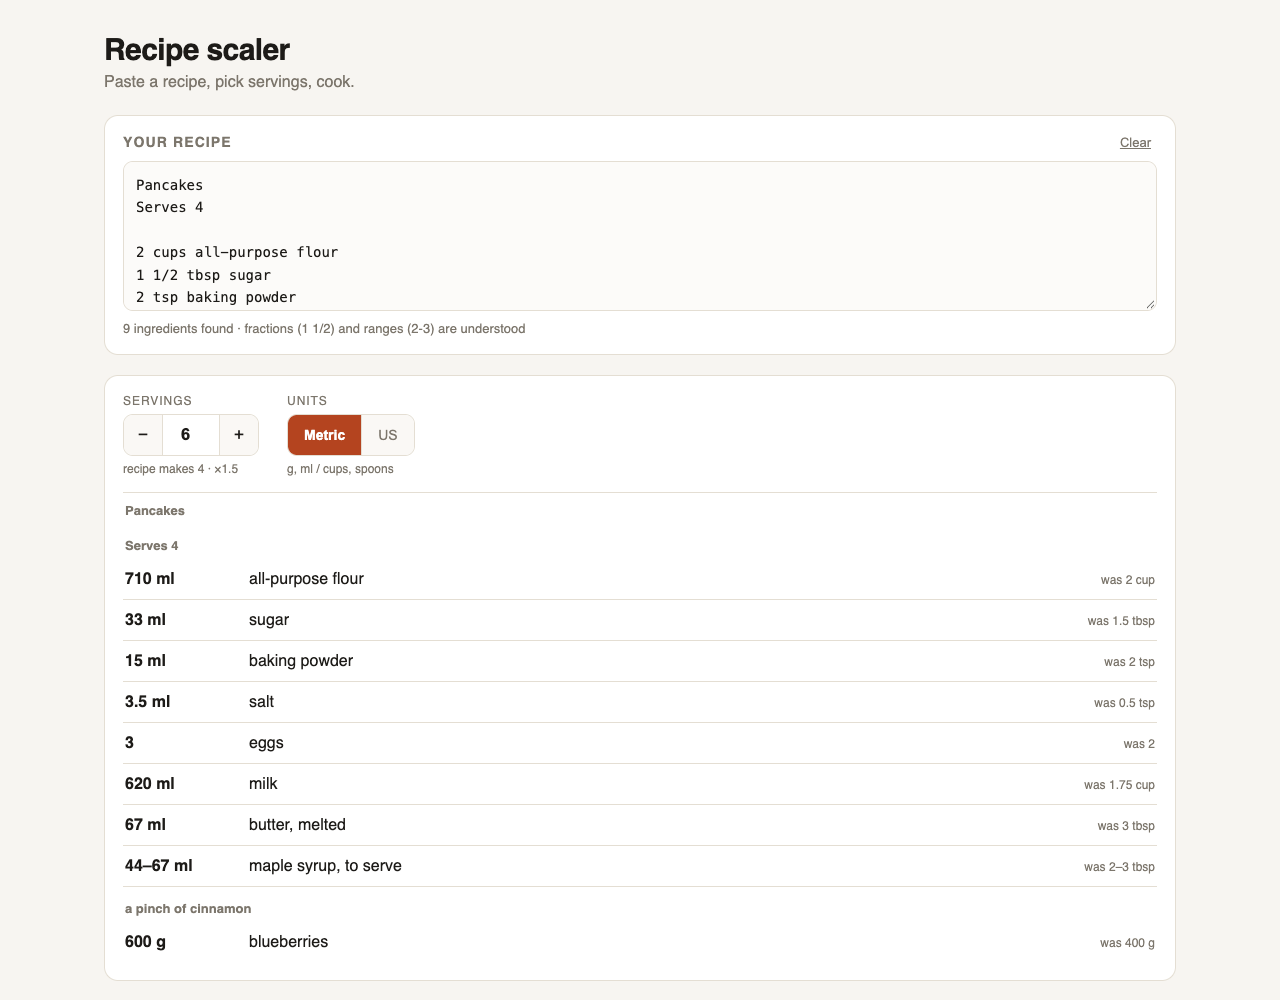 Recipe scaler
Paste a recipe, pick servings, cook.
YOUR RECIPE Clear
Pancakes
Serves 4
2 cups all-purpose flour
1 1/2 tbsp sugar
2 tsp baking powder
9 ingredients found · fractions (1 1/2) and ranges (2-3) are understood
SERVINGS UNITS
− 6 + Metric US
recipe makes 4 · ×1.5 g, ml / cups, spoons
Pancakes
Serves 4
710 ml all-purpose flour was 2 cup
33 ml sugar was 1.5 tbsp
15 ml baking powder was 2 tsp
3.5 ml salt was 0.5 tsp
3 eggs was 2
620 ml milk was 1.75 cup
67 ml butter, melted was 3 tbsp
44–67 ml maple syrup, to serve was 2–3 tbsp
a pinch of cinnamon
600 g blueberries was 400 g